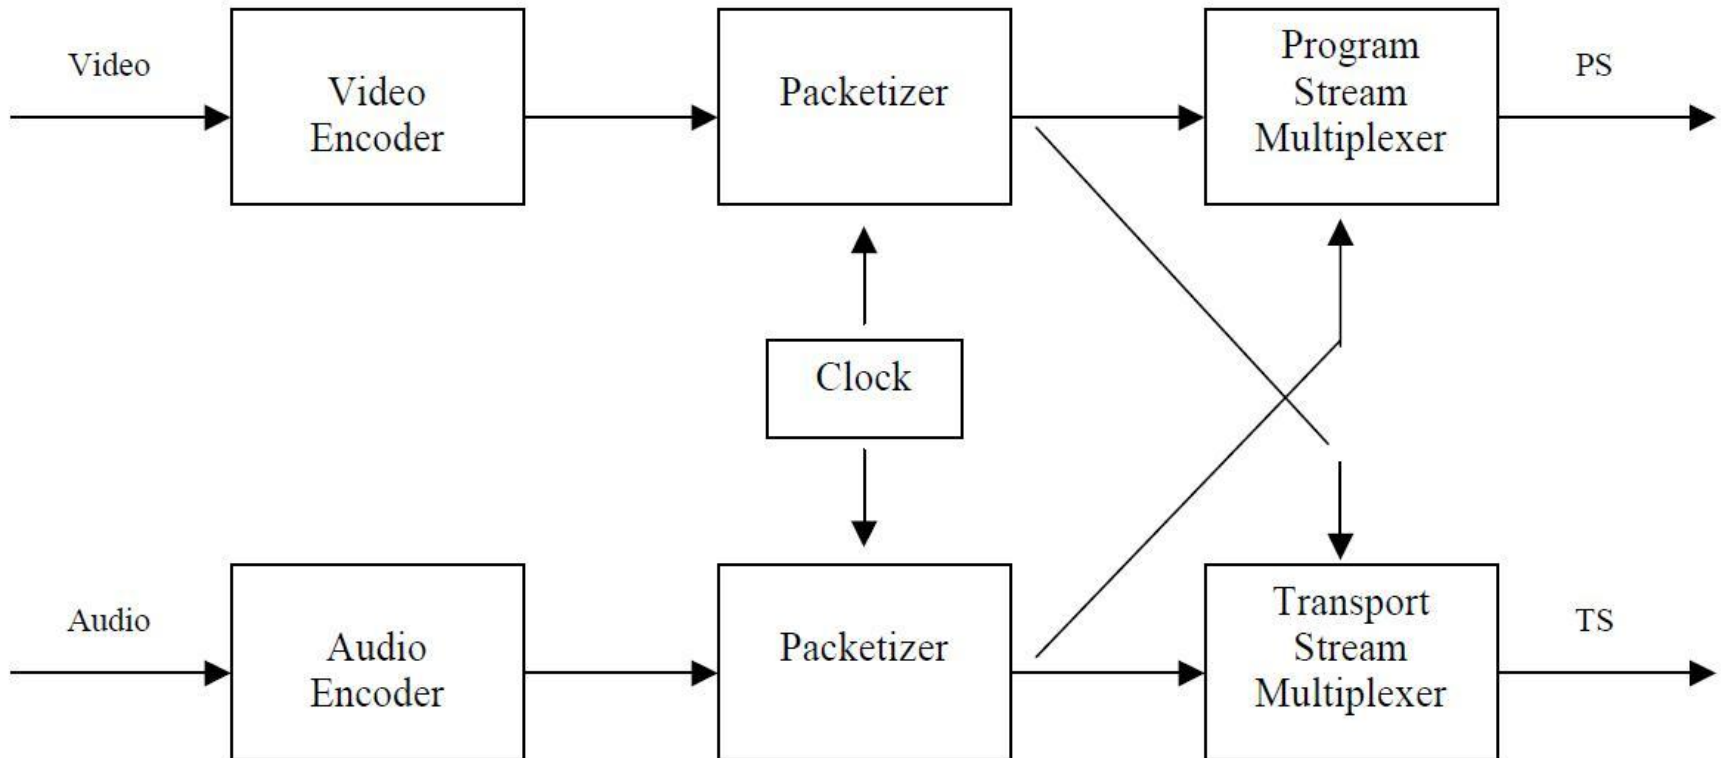 Video
Video
Encoder
Packetizer
Program
Stream
Multiplexer
PS
Clock
Audio
Audio
Encoder
Packetizer
Transport
Stream
Multiplexer
TS